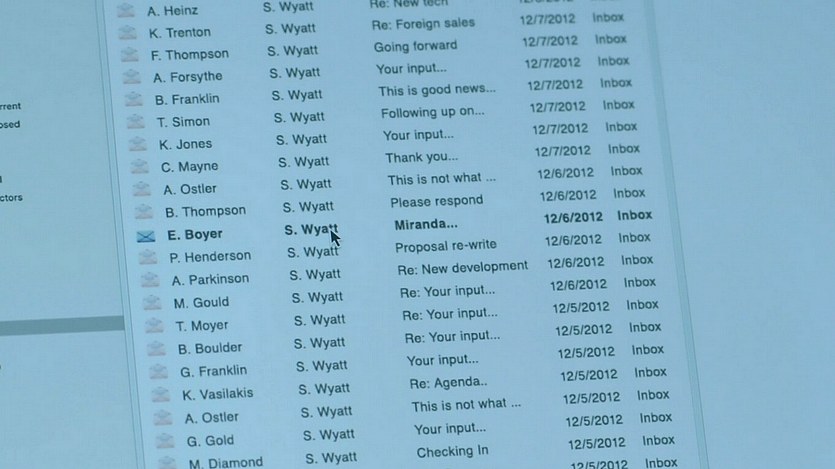 A. Heinz S. Wyatt Re: New tech
K. Trenton S. Wyatt Re: Foreign sales 12/7/2012 Inbox
F. Thompson S. Wyatt Going forward 12/7/2012 Inbox
A. Forsythe S. Wyatt Your input... 12/7/2012 Inbox
B. Franklin S. Wyatt This is good news... 12/7/2012 Inbox
T. Simon S. Wyatt Following up on... 12/7/2012 Inbox
K. Jones S. Wyatt Your input... 12/7/2012 Inbox
C. Mayne S. Wyatt Thank you... 12/7/2012 Inbox
A. Ostler S. Wyatt This is not what ... 12/6/2012 Inbox
B. Thompson S. Wyatt Please respond 12/6/2012 Inbox
E. Boyer S. Wyatt Miranda... 12/6/2012 Inbox
P. Henderson S. Wyatt Proposal re-write 12/6/2012 Inbox
A. Parkinson S. Wyatt Re: New development 12/6/2012 Inbox
M. Gould S. Wyatt Re: Your input... 12/6/2012 Inbox
T. Moyer S. Wyatt Re: Your input... 12/5/2012 Inbox
B. Boulder S. Wyatt Re: Your input... 12/5/2012 Inbox
G. Franklin S. Wyatt Your input... 12/5/2012 Inbox
K. Vasilakis S. Wyatt Re: Agenda.. 12/5/2012 Inbox
A. Ostler S. Wyatt This is not what ... 12/5/2012 Inbox
G. Gold S. Wyatt Your input... 12/5/2012 Inbox
M. Diamond S. Wyatt Checking In 12/5/2012 Inbox